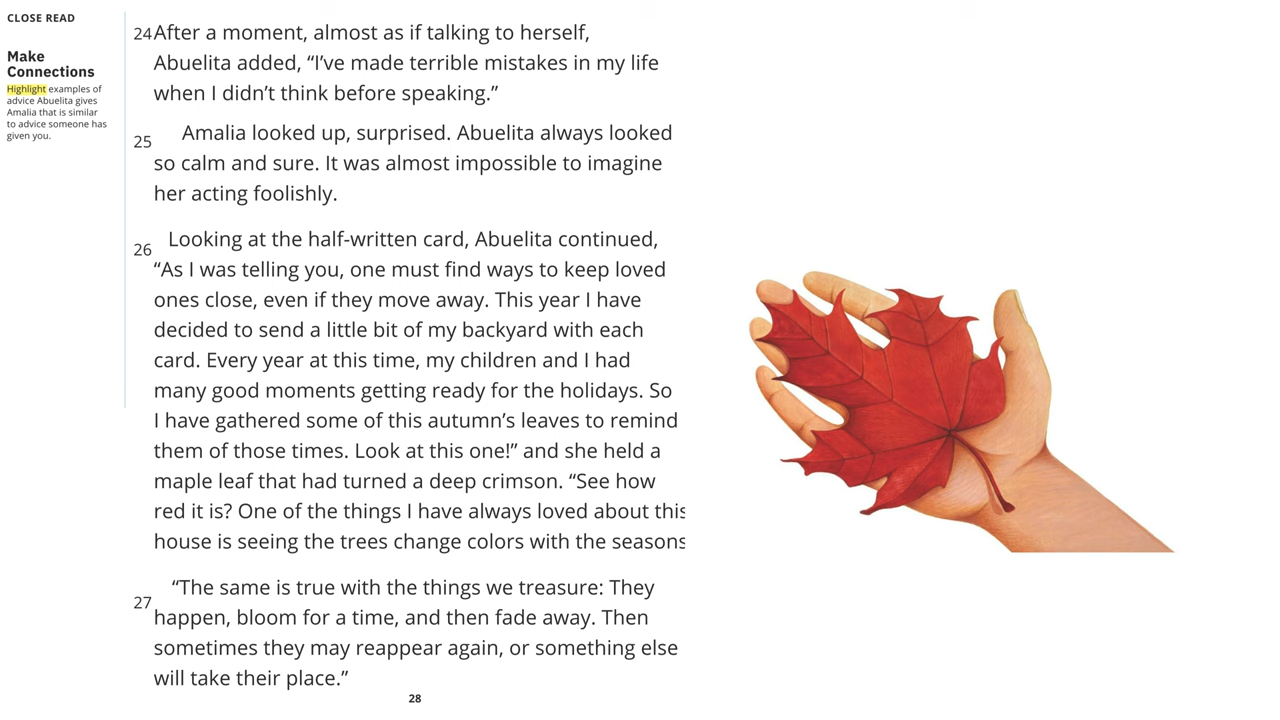 CLOSE READ
Make
Connections
Highlight examples of
advice Abuelita gives
Amalia that is similar
to advice someone has
given you.
24 After a moment, almost as if talking to herself,
Abuelita added, “I’ve made terrible mistakes in my life
when I didn’t think before speaking.”
25 Amalia looked up, surprised. Abuelita always looked
so calm and sure. It was almost impossible to imagine
her acting foolishly.
26 Looking at the half-written card, Abuelita continued,
“As I was telling you, one must find ways to keep loved
ones close, even if they move away. This year I have
decided to send a little bit of my backyard with each
card. Every year at this time, my children and I had
many good moments getting ready for the holidays. So
I have gathered some of this autumn’s leaves to remind
them of those times. Look at this one!” and she held a
maple leaf that had turned a deep crimson. “See how
red it is? One of the things I have always loved about this
house is seeing the trees change colors with the seasons
27 “The same is true with the things we treasure: They
happen, bloom for a time, and then fade away. Then
sometimes they may reappear again, or something else
will take their place.”
28